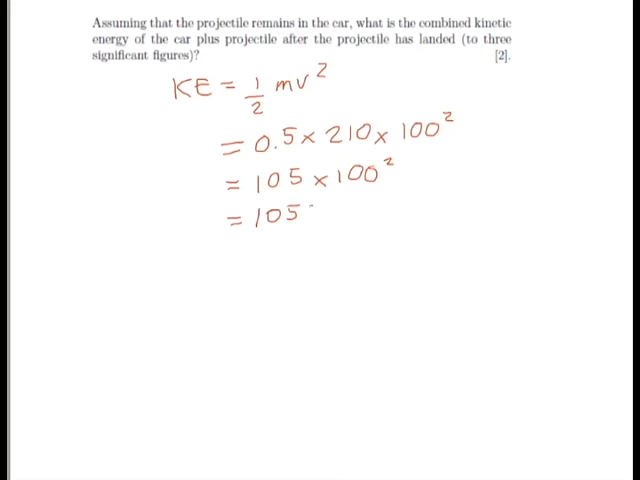 Assuming that the projectile remains in the car, what is the combined kinetic
energy of the car plus projectile after the projectile has landed (to three
significant figures)? [2].
KE = 1/2 mv²
= 0.5 × 210 × 100²
= 105 × 100²
= 105